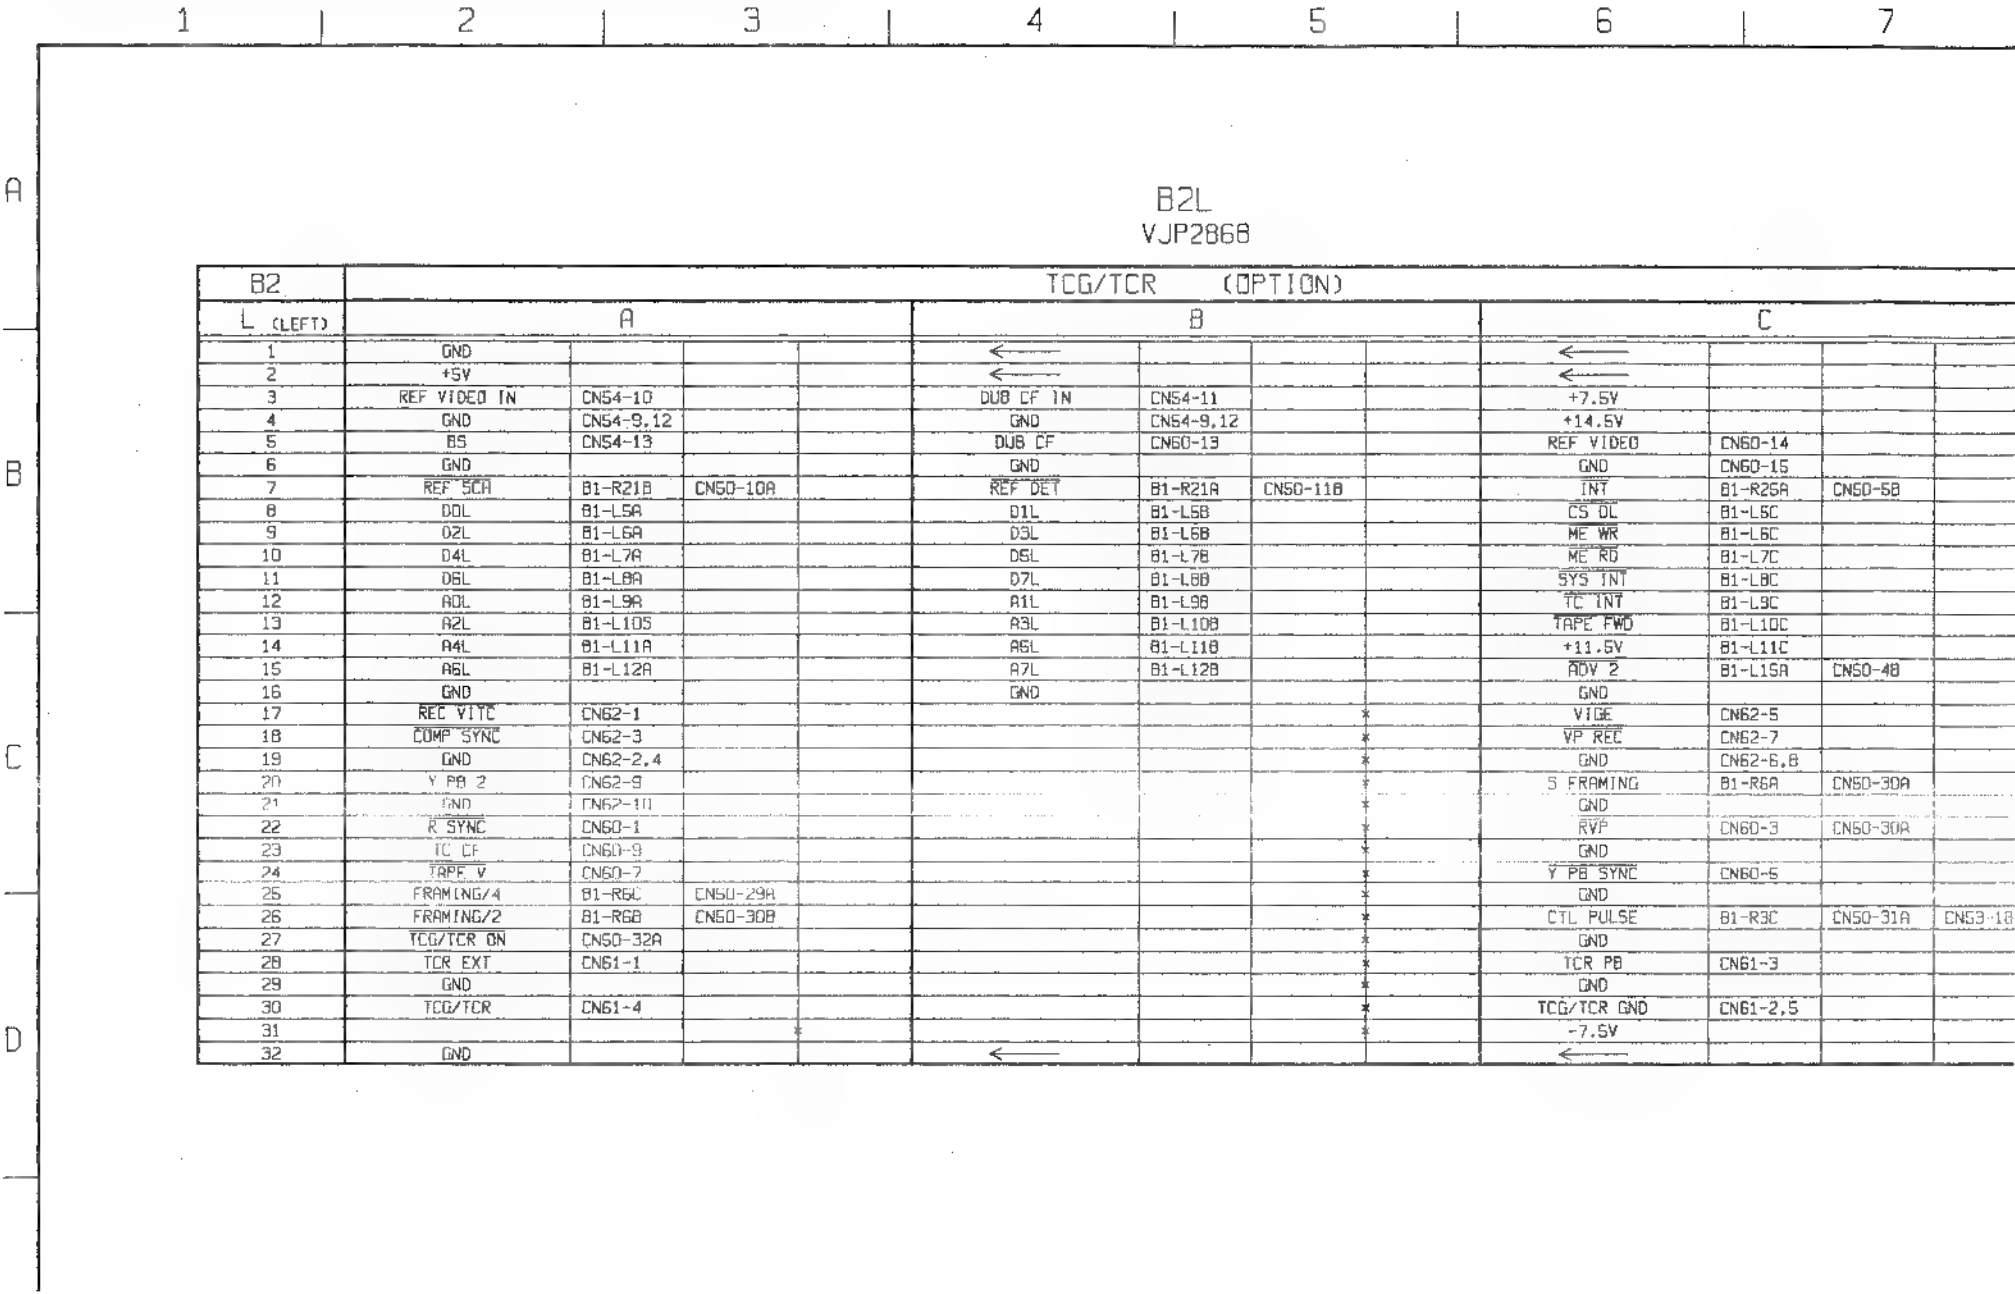 1 2 3 4 5 6 7
A
B2L
VJP2868
B2 TCG/TCR (OPTION)
L (LEFT) A B C
1 GND ← ←
2 +5V ← ←
3 REF VIDEO IN CN54-10 DUB CF IN CN54-11 +7.5V
4 GND CN54-9,12 GND CN54-9,12 +14.5V
B
5 BS CN54-13 DUB CF CN60-13 REF VIDEO CN60-14
6 GND GND GND CN60-15
7 REF SCH B1-R21B CN50-10A REF DET B1-R21A CN50-11B INT B1-R25A CN50-5B
8 D0L B1-L5A D1L B1-L5B CS DL B1-L5C
9 D2L B1-L6A D3L B1-L6B ME WR B1-L6C
10 D4L B1-L7A D5L B1-L7B ME RD B1-L7C
11 D6L B1-L8A D7L B1-L8B SYS INT B1-L8C
12 A0L B1-L9A A1L B1-L9B TC INT B1-L9C
13 A2L B1-L10S A3L B1-L10B TAPE FWD B1-L10C
14 A4L B1-L11A A5L B1-L11B +11.5V B1-L11C
15 A6L B1-L12A A7L B1-L12B ADV 2 B1-L15A CN50-4B
16 GND GND GND
17 REC VITC CN62-1 * VIGE CN62-5
18 COMP SYNC CN62-3 * VP REC CN62-7
C
19 GND CN62-2,4 * GND CN62-6,8
20 Y PB 2 CN62-9 * S FRAMING B1-R6A CN50-30A
21 GND CN62-10 * GND
22 R SYNC CN60-1 * RVP CN60-3 CN50-30A
23 TC CF CN60-9 * GND
24 TAPE V CN60-7 * Y PB SYNC CN60-5
25 FRAMING/4 B1-R6C CN50-29A * GND
26 FRAMING/2 B1-R6B CN50-30B * CTL PULSE B1-R3C CN50-31A CN53-18
27 TCG/TCR ON CN50-32A * GND
28 TCR EXT CN61-1 * TCR PB CN61-3
29 GND * GND
30 TCG/TCR CN61-4 * TCG/TCR GND CN61-2,5
D
31 * * -7.5V
32 GND ← ←